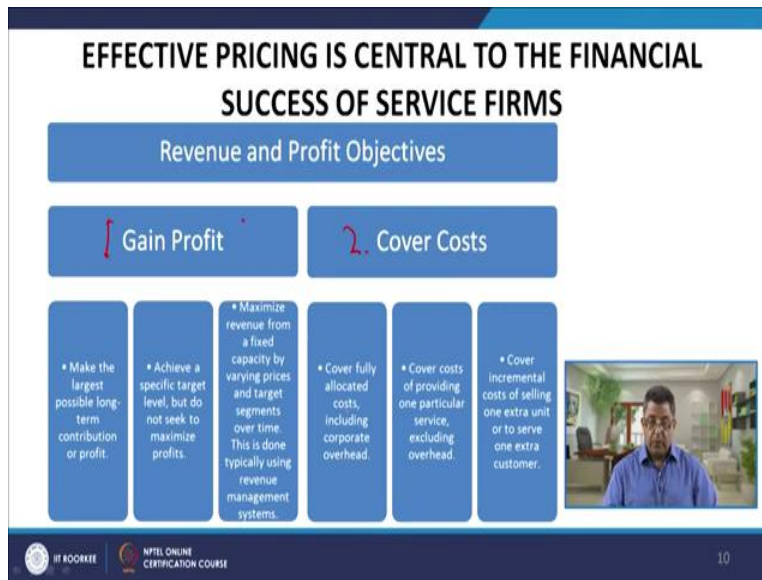 EFFECTIVE PRICING IS CENTRAL TO THE FINANCIAL
SUCCESS OF SERVICE FIRMS
Revenue and Profit Objectives
1 Gain Profit
2. Cover Costs
• Make the
largest
possible long-
term
contribution
or profit.
• Achieve a
specific target
level, but do
not seek to
maximize
profits.
• Maximize
revenue from
a fixed
capacity by
varying prices
and target
segments
over time.
This is done
typically using
revenue
management
systems.
• Cover fully
allocated
costs,
including
corporate
overhead.
• Cover costs
of providing
one particular
service,
excluding
overhead.
• Cover
incremental
costs of selling
one extra unit
or to serve
one extra
customer.
IIT ROORKEE
NPTEL ONLINE
CERTIFICATION COURSE
10